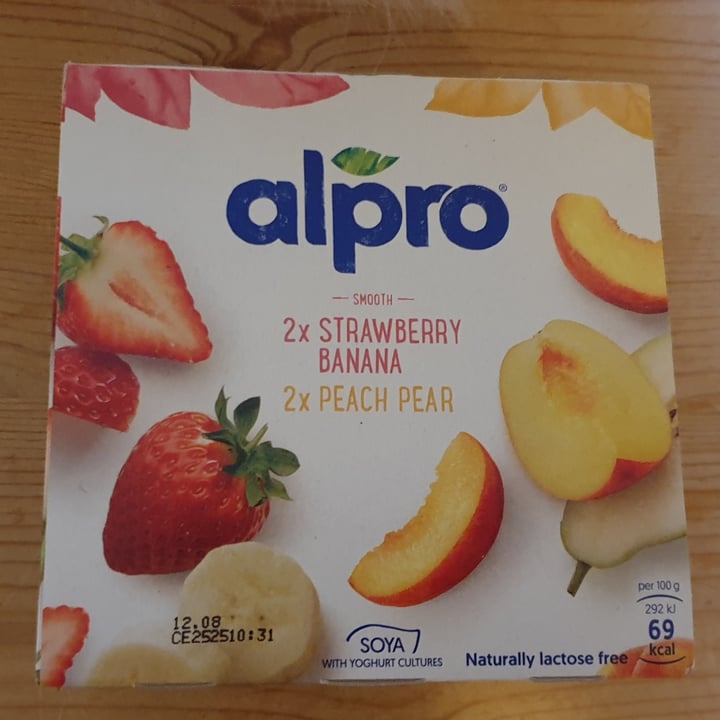 alpro®
SMOOTH
2x STRAWBERRY
BANANA
2x PEACH PEAR
12.08
CE252510:31
SOYA
WITH YOGHURT CULTURES
Naturally lactose free
per 100 g
292 kJ
69
kcal